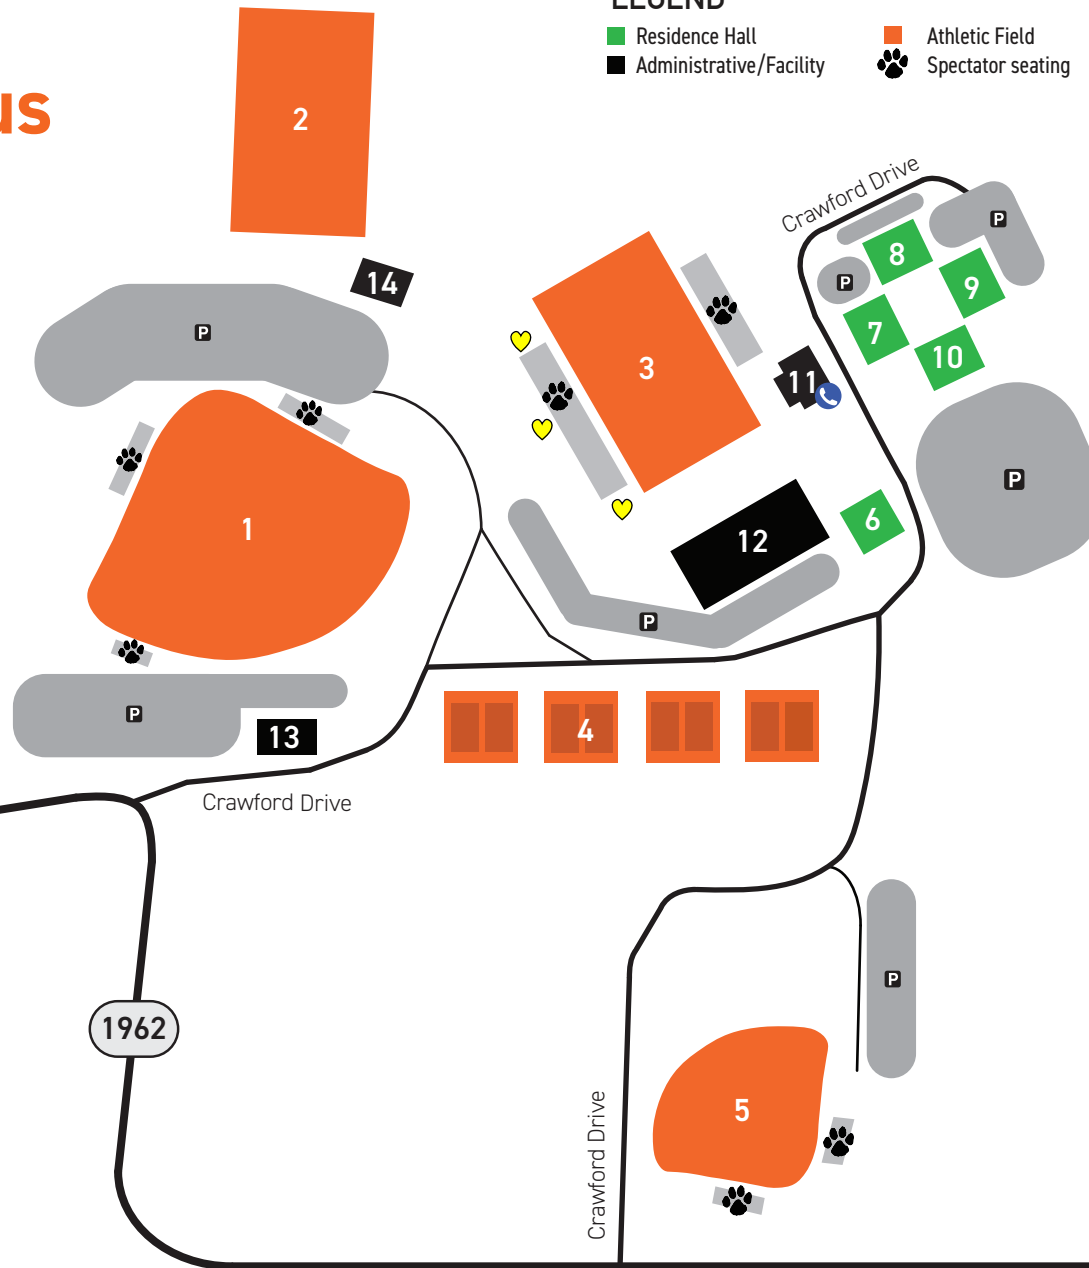 LEGEND
Residence Hall
Athletic Field
Administrative/Facility
Spectator seating
us
2
Crawford Drive
P
8
14
P
9
P
7
3
10
11
P
1
6
12
P
P
4
13
Crawford Drive
P
1962
5
Crawford Drive